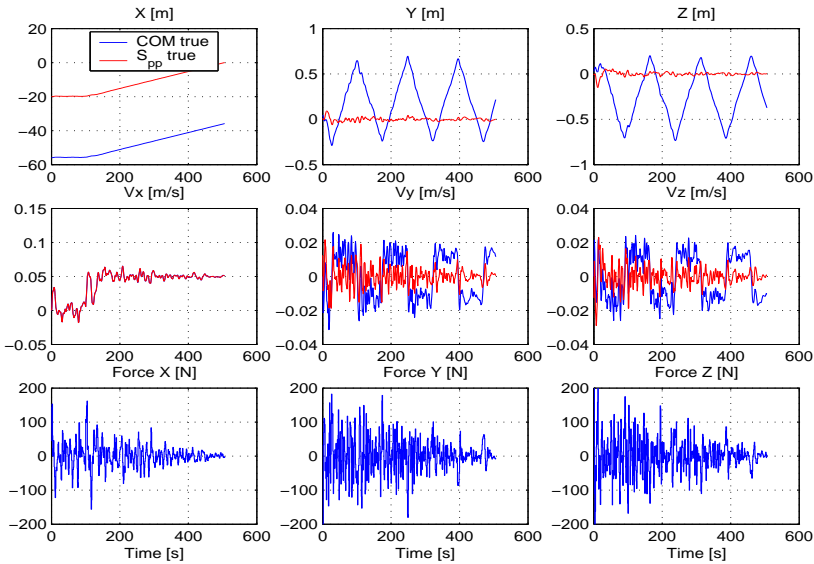 X [m]
Y [m]
Z [m]
20
0
−20
−40
−60
COM true
S_pp true
0 200 400 600
1
0.5
0
−0.5
0 200 400 600
1
0.5
0
−0.5
−1
0 200 400 600
Vx [m/s]
Vy [m/s]
Vz [m/s]
0.15
0.1
0.05
0
−0.05
0 200 400 600
0.04
0.02
0
−0.02
−0.04
0 200 400 600
0.04
0.02
0
−0.02
−0.04
0 200 400 600
Force X [N]
Force Y [N]
Force Z [N]
200
100
0
−100
−200
0 200 400 600
200
100
0
−100
−200
0 200 400 600
200
100
0
−100
−200
0 200 400 600
Time [s]
Time [s]
Time [s]